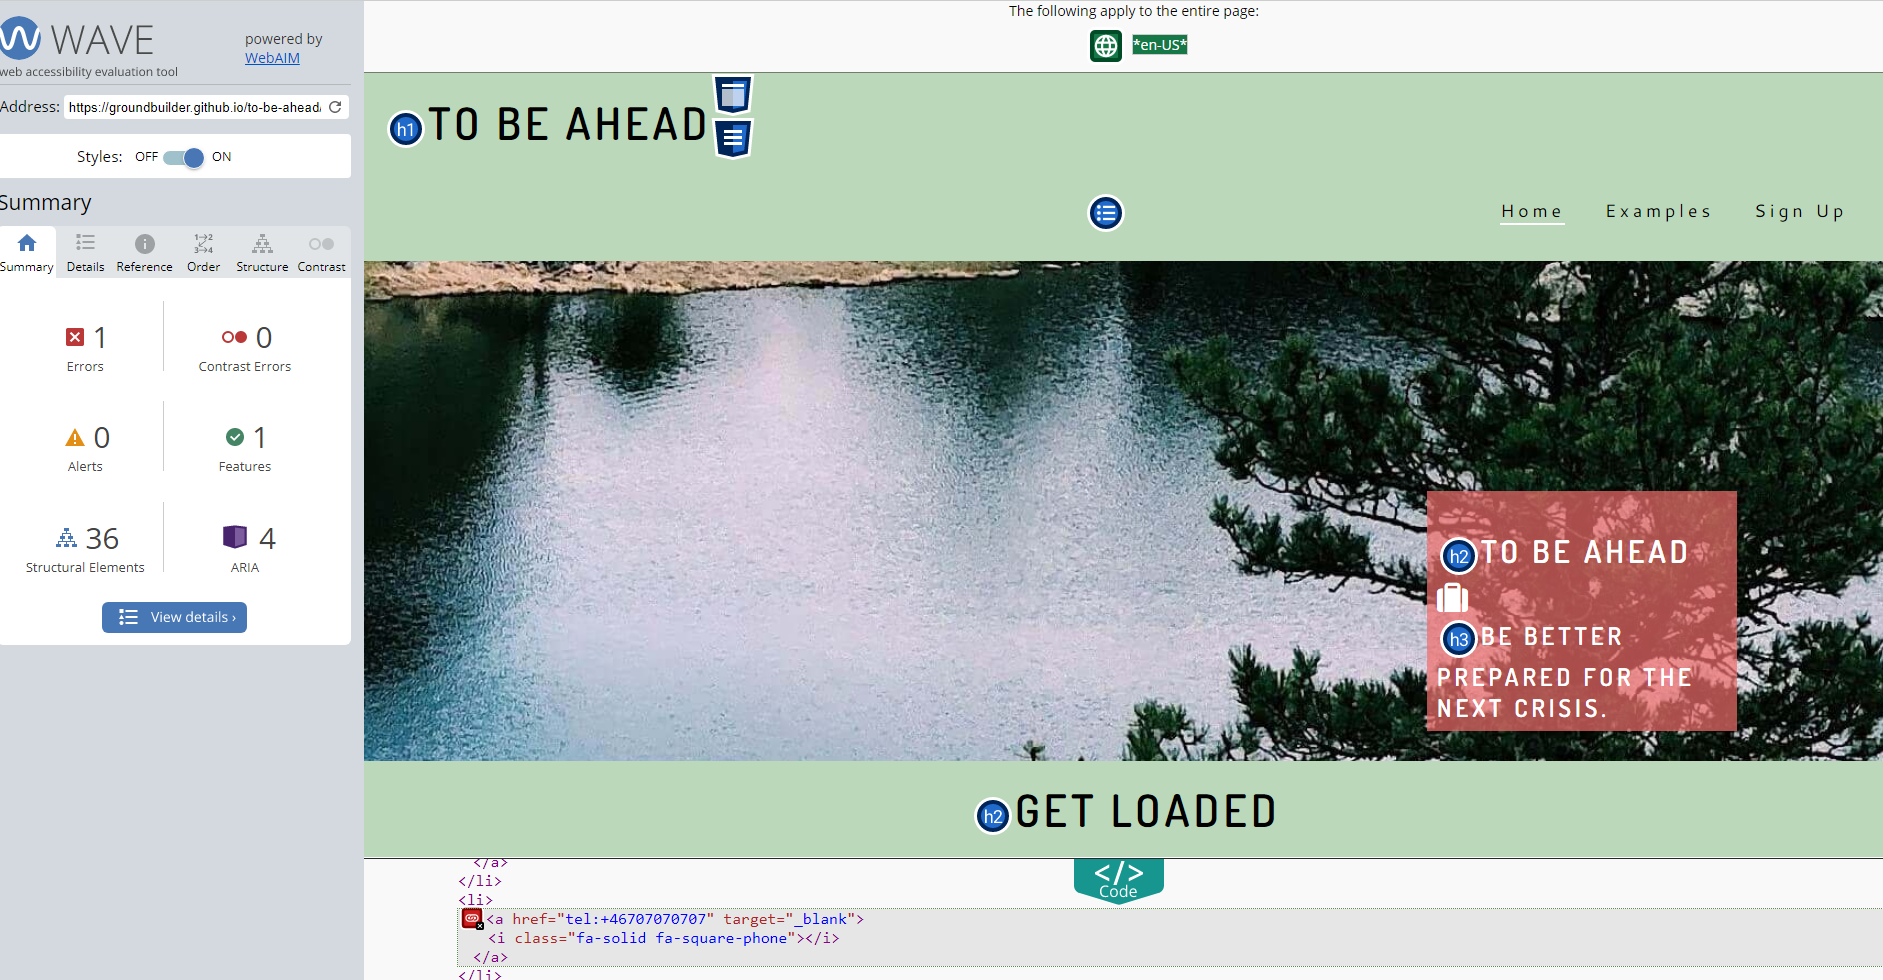 WAVE
powered by
WebAIM
web accessibility evaluation tool
Address: https://groundbuilder.github.io/to-be-ahead/
Styles: OFF ON
Summary
Summary Details Reference Order Structure Contrast
1
Errors
0
Contrast Errors
0
Alerts
1
Features
36
Structural Elements
4
ARIA
View details ›
The following apply to the entire page:
*en-US*
h1 TO BE AHEAD
Home Examples Sign Up
h2 TO BE AHEAD
h3 BE BETTER
PREPARED FOR THE
NEXT CRISIS.
h2 GET LOADED
</>
Code
</a>
</li>
<li>
<a href="tel:+46707070707" target="_blank">
<i class="fa-solid fa-square-phone"></i>
</a>
</li>